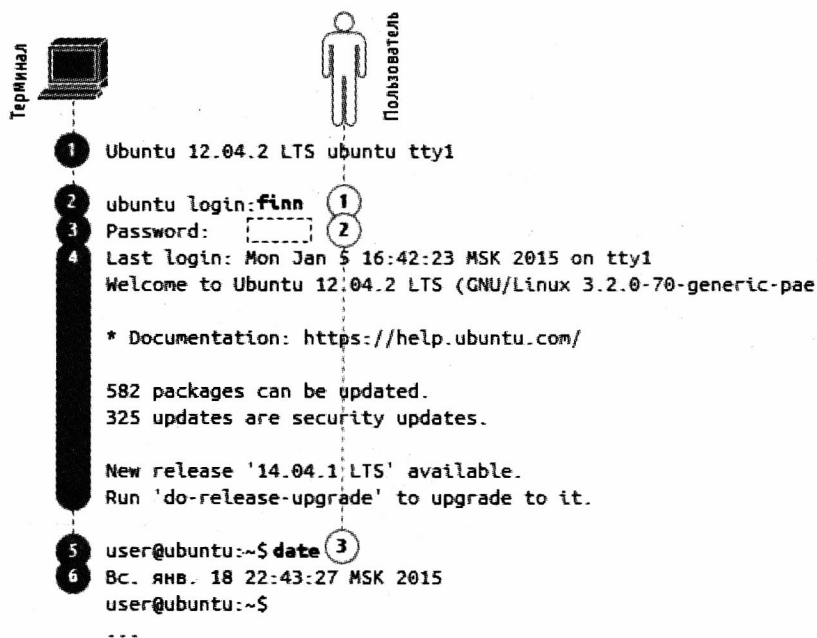 Терминал
Пользователь
1 Ubuntu 12.04.2 LTS ubuntu tty1
2 ubuntu login:finn 1
3 Password: 2
4 Last login: Mon Jan 5 16:42:23 MSK 2015 on tty1
Welcome to Ubuntu 12.04.2 LTS (GNU/Linux 3.2.0-70-generic-pae
* Documentation: https://help.ubuntu.com/
582 packages can be updated.
325 updates are security updates.
New release '14.04.1 LTS' available.
Run 'do-release-upgrade' to upgrade to it.
5 user@ubuntu:~$ date 3
6 Вс. янв. 18 22:43:27 MSK 2015
user@ubuntu:~$
...